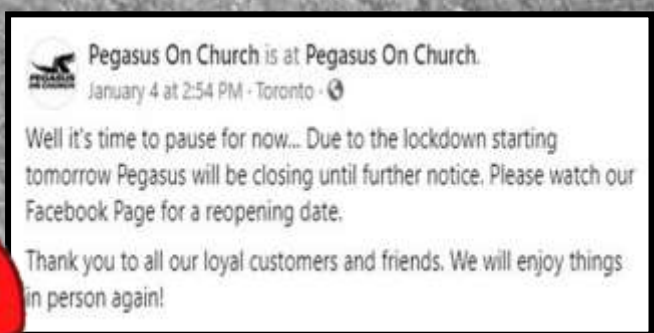 Pegasus On Church is at Pegasus On Church.
January 4 at 2:54 PM · Toronto ·
Well it's time to pause for now... Due to the lockdown starting
tomorrow Pegasus will be closing until further notice. Please watch our
Facebook Page for a reopening date.
Thank you to all our loyal customers and friends. We will enjoy things
in person again!
PEGASUS
ON CHURCH